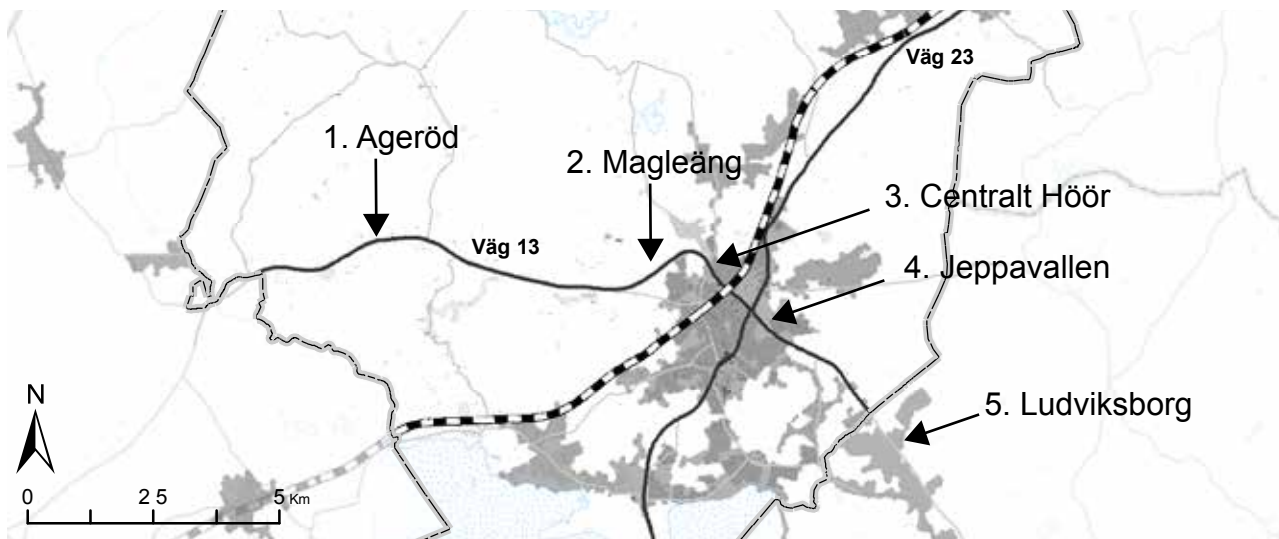 Väg 23
1. Ageröd
2. Magleäng
3. Centralt Höör
Väg 13
4. Jeppavallen
5. Ludviksborg
N
0 2 5 5 Km